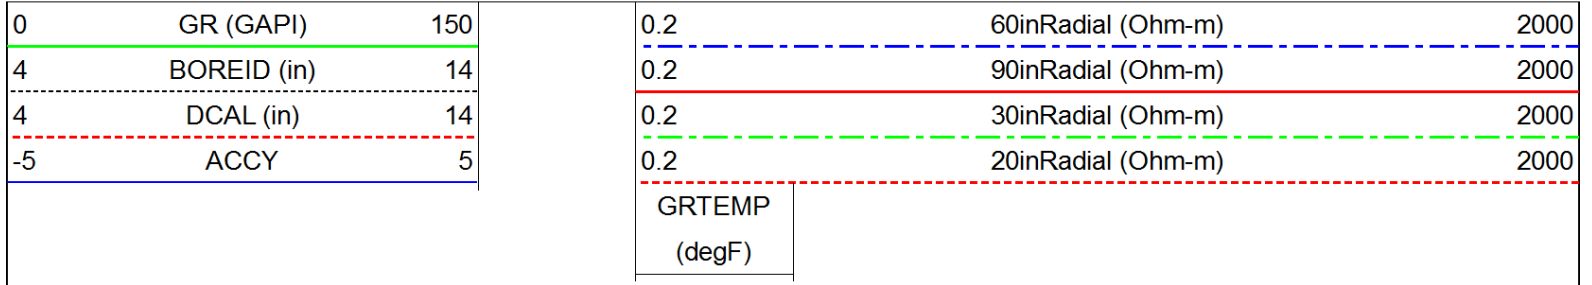 0 GR (GAPI) 150
4 BOREID (in) 14
4 DCAL (in) 14
-5 ACCY 5
0.2 60inRadial (Ohm-m) 2000
0.2 90inRadial (Ohm-m) 2000
0.2 30inRadial (Ohm-m) 2000
0.2 20inRadial (Ohm-m) 2000
GRTEMP
(degF)